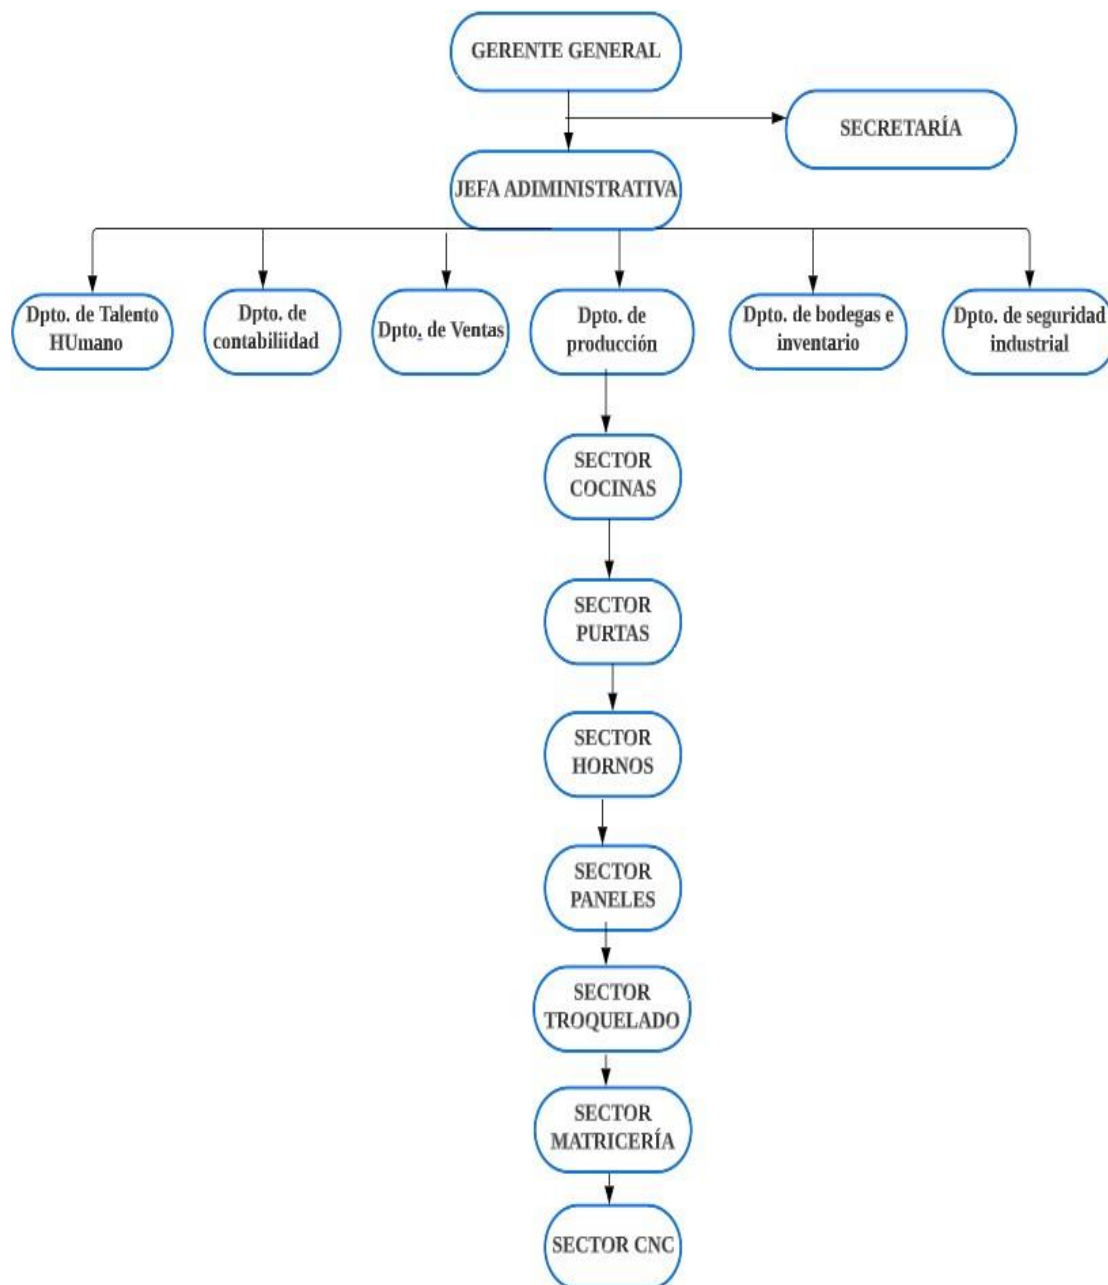 GERENTE GENERAL
SECRETARÍA
JEFA ADIMINISTRATIVA
Dpto. de Talento
HUmano
Dpto. de
contabiliidad
Dpto. de Ventas
Dpto. de
producción
Dpto. de bodegas e
inventario
Dpto. de seguridad
industrial
SECTOR
COCINAS
SECTOR
PURTAS
SECTOR
HORNOS
SECTOR
PANELES
SECTOR
TROQUELADO
SECTOR
MATRICERÍA
SECTOR CNC